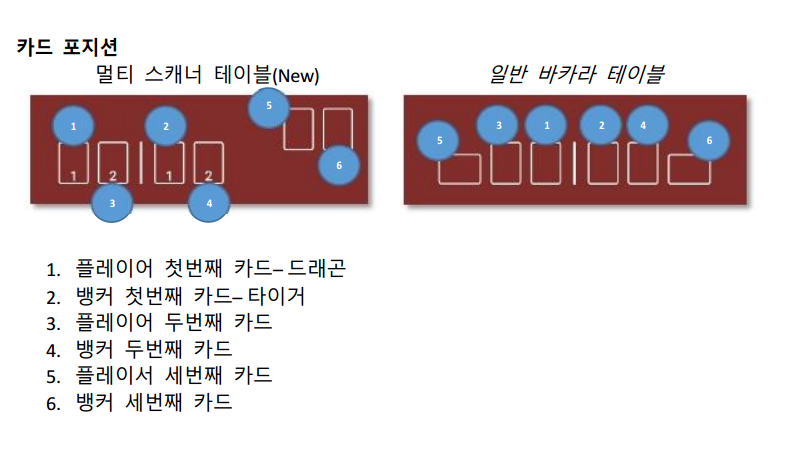 카드 포지션
멀티 스캐너 테이블(New)
일반 바카라 테이블
1 2 5 6 3 4
1 2 1 2
5 3 1 2 4 6
1. 플레이어 첫번째 카드– 드래곤
2. 뱅커 첫번째 카드– 타이거
3. 플레이어 두번째 카드
4. 뱅커 두번째 카드
5. 플레이서 세번째 카드
6. 뱅커 세번째 카드